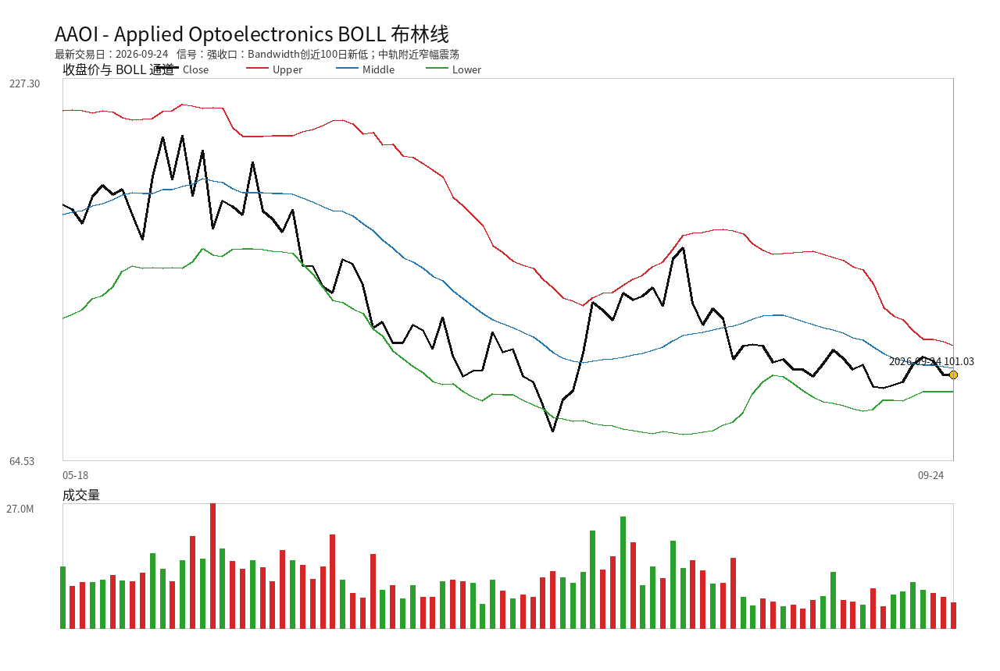 AAOI - Applied Optoelectronics BOLL 布林线
最新交易日：2026-09-24 信号：强收口：Bandwidth创近100日新低；中轨附近窄幅震荡
收盘价与 BOLL 通道 Close Upper Middle Lower
227.30
2026-09-24 101.03
64.53
05-18 09-24
成交量
27.0M